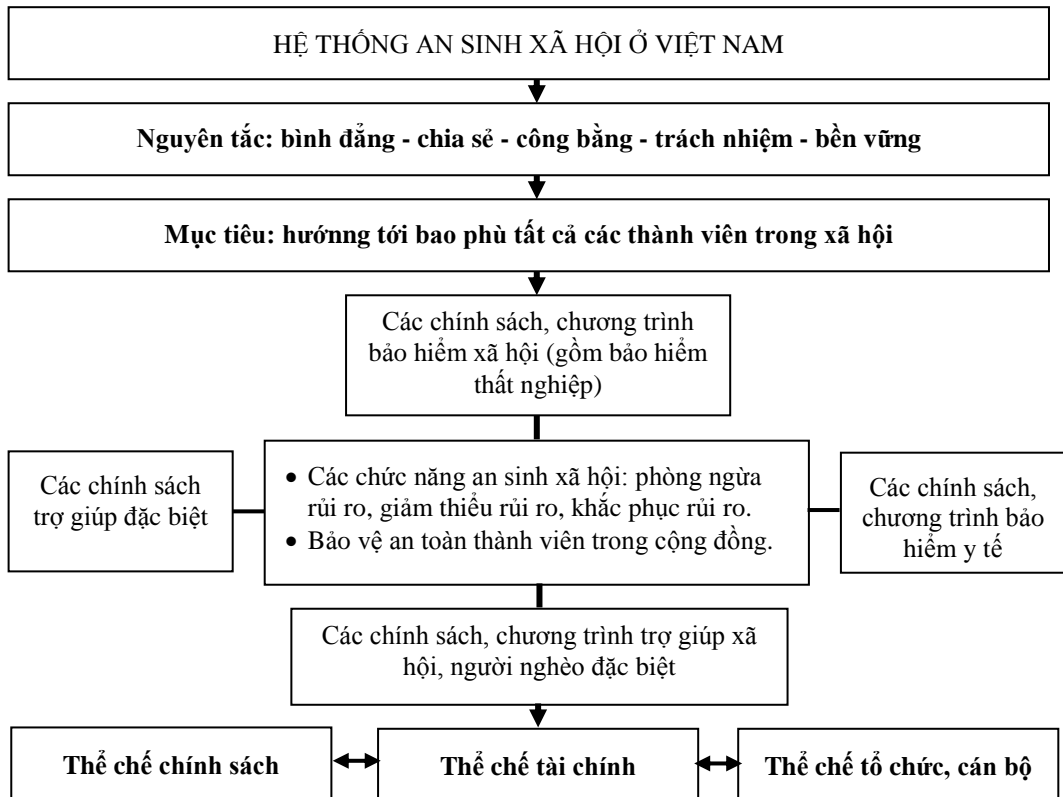 HỆ THỐNG AN SINH XÃ HỘI Ở VIỆT NAM
Nguyên tắc: bình đẳng - chia sẻ - công bằng - trách nhiệm - bền vững
Mục tiêu: hướnng tới bao phủ tất cả các thành viên trong xã hội
Các chính sách, chương trình
bảo hiểm xã hội (gồm bảo hiểm
thất nghiệp)
Các chính sách
trợ giúp đặc biệt
• Các chức năng an sinh xã hội: phòng ngừa
rủi ro, giảm thiểu rủi ro, khắc phục rủi ro.
• Bảo vệ an toàn thành viên trong cộng đồng.
Các chính sách,
chương trình bảo
hiểm y tế
Các chính sách, chương trình trợ giúp xã
hội, người nghèo đặc biệt
Thể chế chính sách
Thể chế tài chính
Thể chế tổ chức, cán bộ